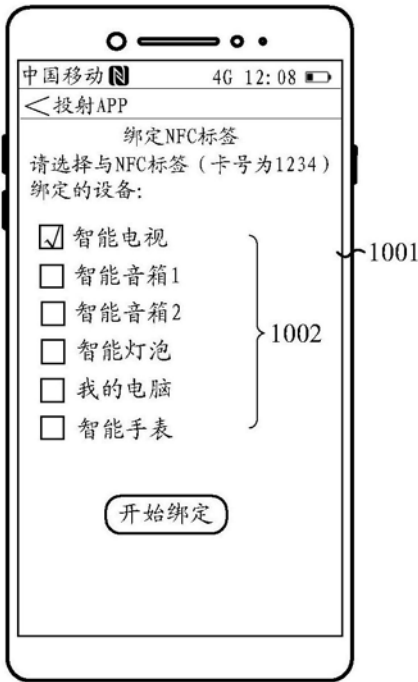 中国移动 N 4G 12:08
<投射APP
绑定NFC标签
请选择与NFC标签（卡号为1234）
绑定的设备:
智能电视
智能音箱1
智能音箱2
智能灯泡
我的电脑
智能手表
开始绑定
1001
1002